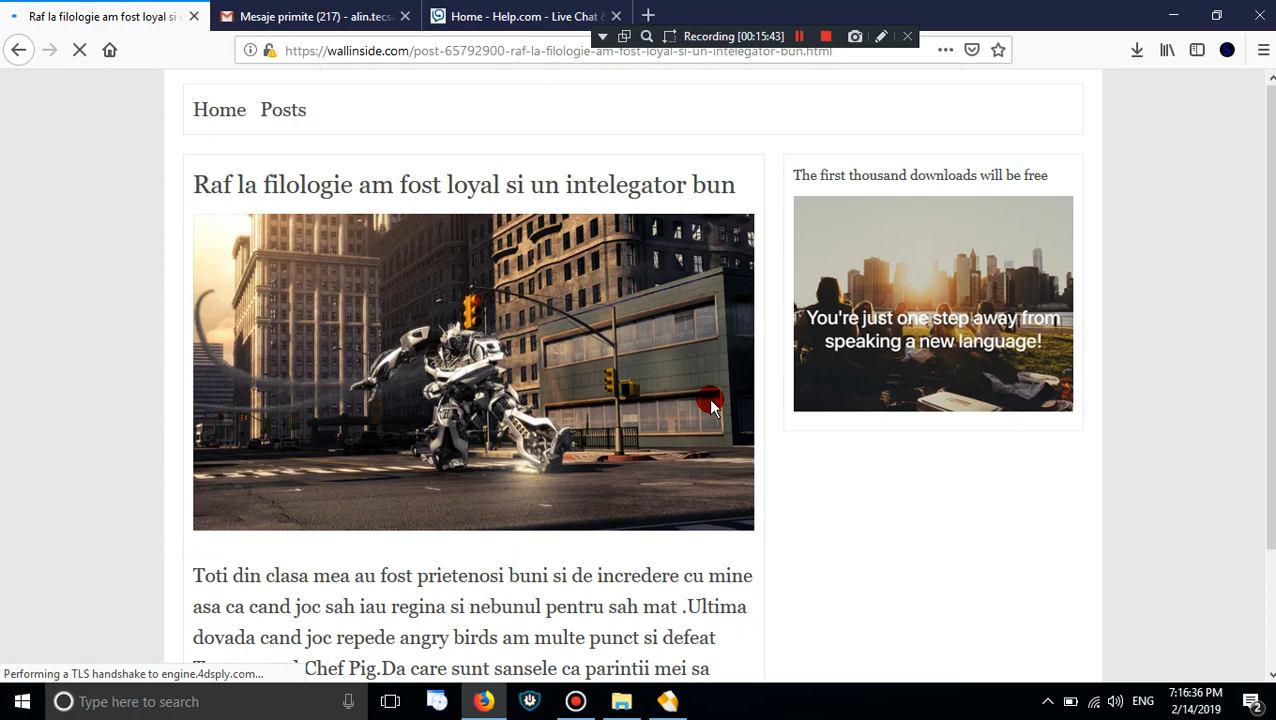 Raf la filologie am fost loyal si u
Mesaje primite (217) - alin.tecs
Home - Help.com - Live Chat &
Recording [00:15:43]
https://wallinside.com/post-65792900-raf-la-filologie-am-fost-loyal-si-un-intelegator-bun.html
Home Posts
Raf la filologie am fost loyal si un intelegator bun
The first thousand downloads will be free
You're just one step away from
speaking a new language!
Toti din clasa mea au fost prietenosi buni si de incredere cu mine
asa ca cand joc sah iau regina si nebunul pentru sah mat .Ultima
dovada cand joc repede angry birds am multe punct si defeat
Chef Pig.Da care sunt sansele ca parintii mei sa
Performing a TLS handshake to engine.4dsply.com...
Type here to search
ENG
7:16:36 PM
2/14/2019
2